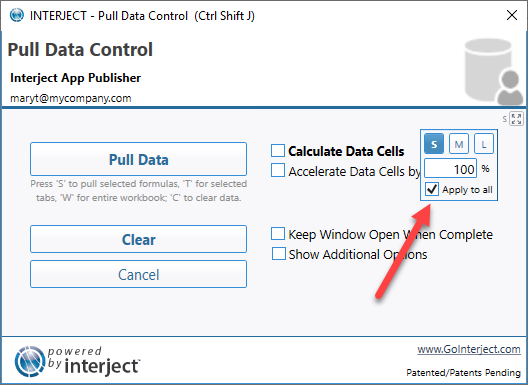 INTERJECT - Pull Data Control (Ctrl Shift J)
Pull Data Control
Interject App Publisher
maryt@mycompany.com
S
Pull Data
Press 'S' to pull selected formulas, 'T' for selected
tabs, 'W' for entire workbook; 'C' to clear data.
Clear
Cancel
Calculate Data Cells
Accelerate Data Cells by
S M L
100 %
Apply to all
Keep Window Open When Complete
Show Additional Options
powered
by interject
www.GoInterject.com
Patented/Patents Pending